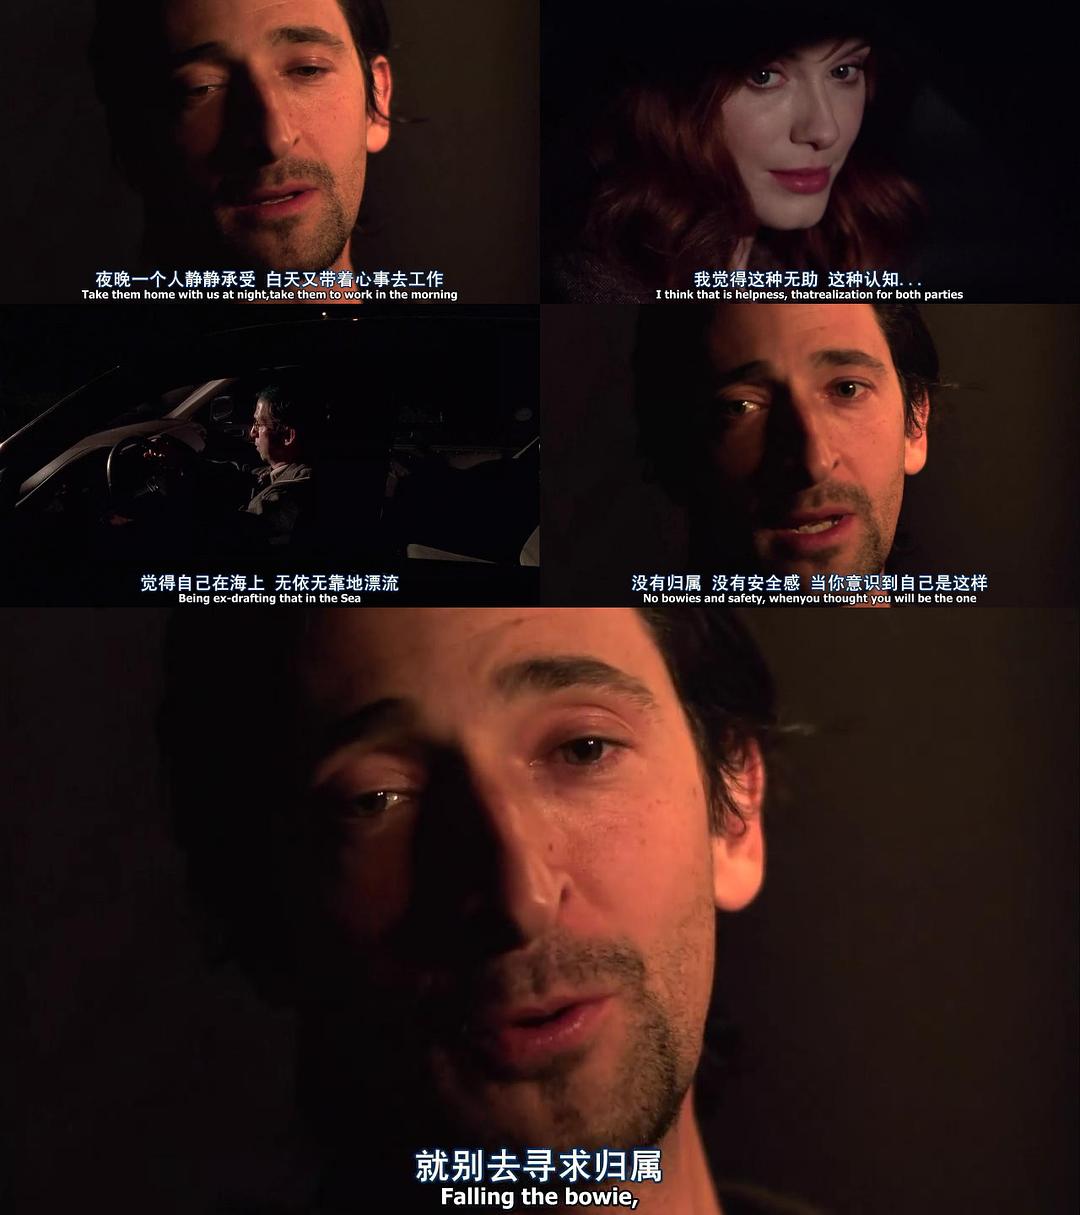 夜晚一个人静静承受 白天又带着心事去工作
Take them home with us at night,take them to work in the morning
我觉得这种无助 这种认知...
I think that is helpness, thatrealization for both parties
觉得自己在海上 无依无靠地漂流
Being ex-drafting that in the Sea
没有归属 没有安全感 当你意识到自己是这样
No bowies and safety, whenyou thought you will be the one
就别去寻求归属
Falling the bowie,